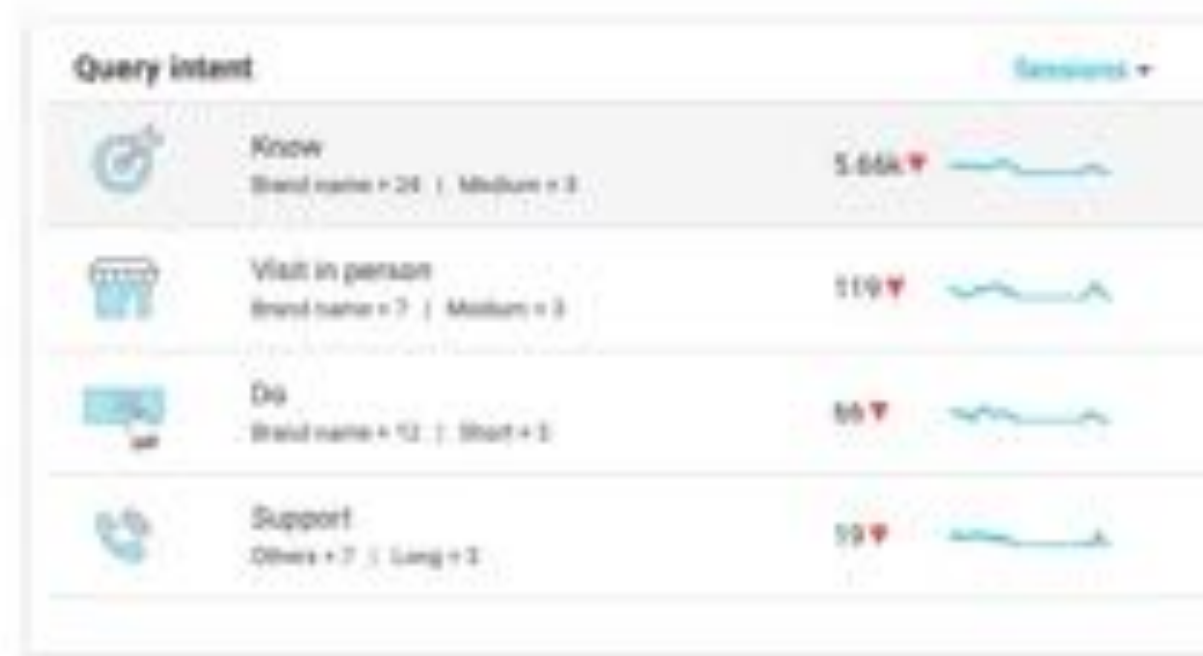 Query intent
Sessions
Know
Brand name + 24 | Medium + 3
5.66k
Visit in person
Brand name + 7 | Medium + 3
119
Do
Brand name + 12 | Short + 3
66
Support
Others + 7 | Long + 3
19